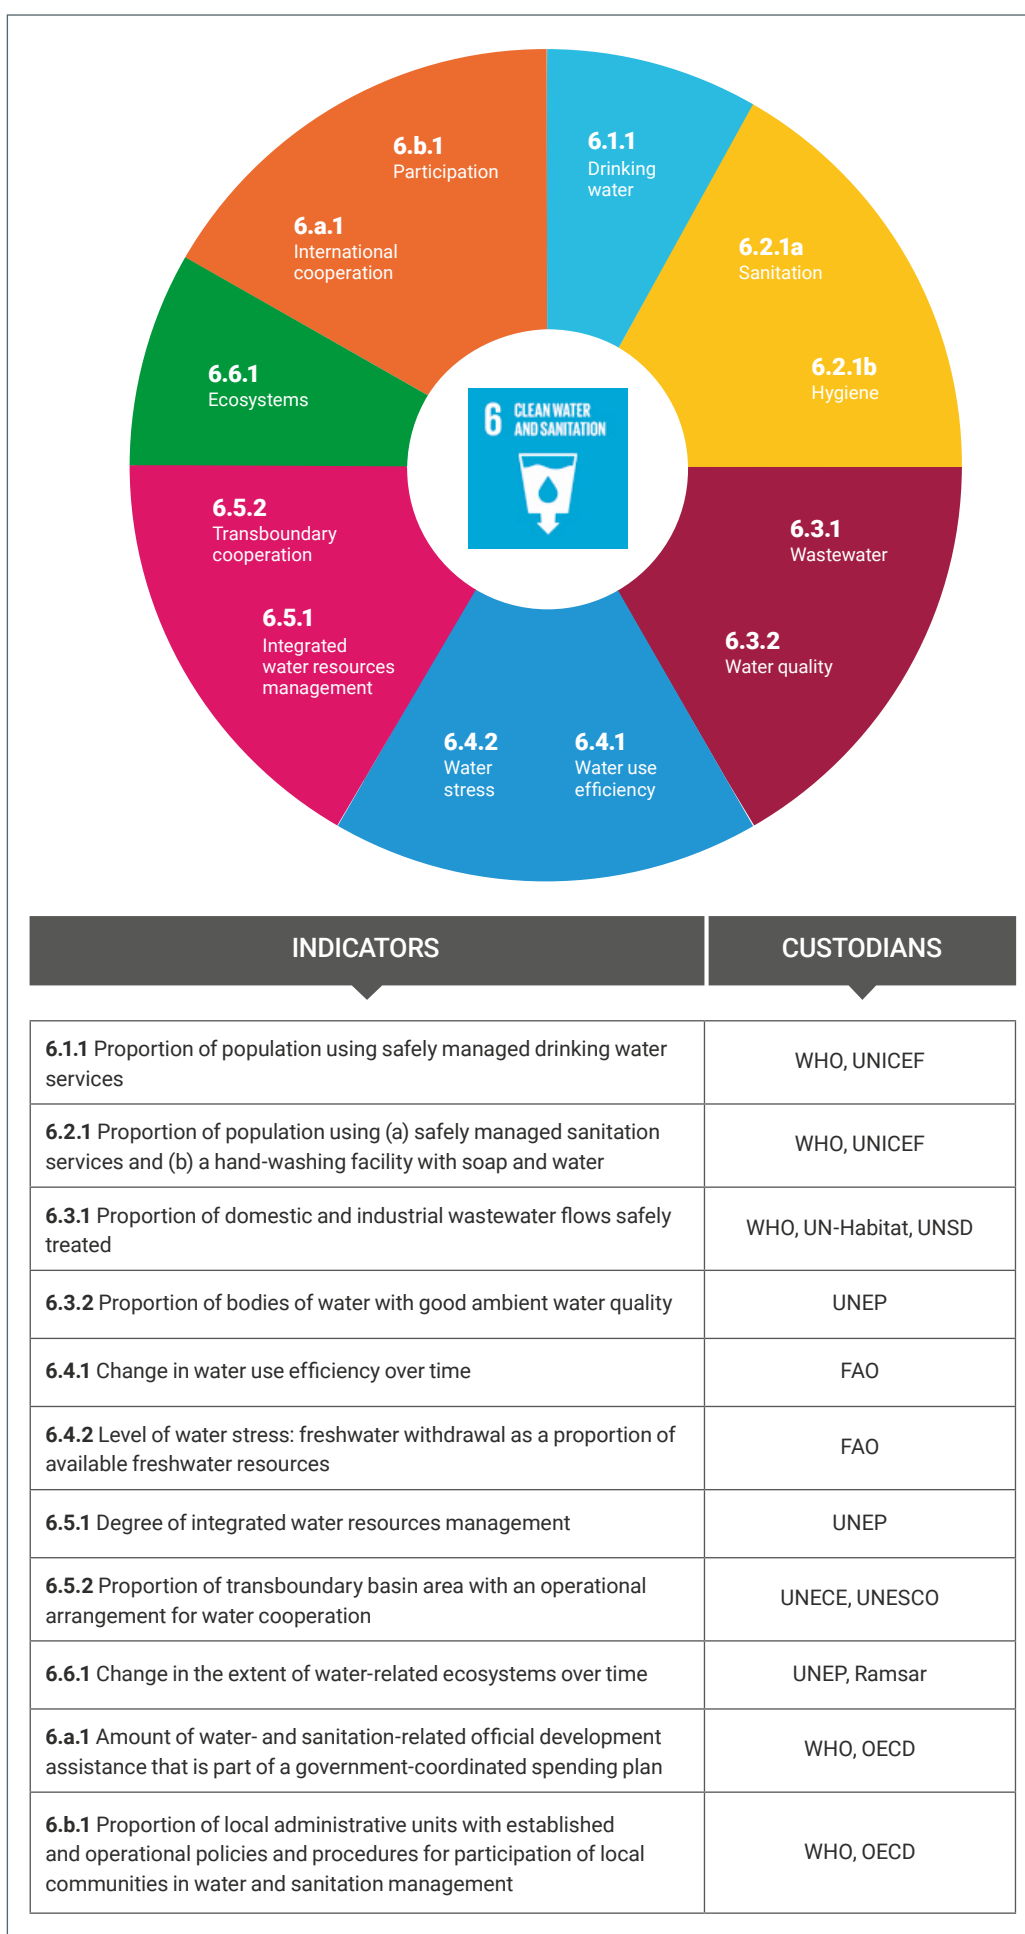 6.b.1
Participation
6.1.1
Drinking
water
6.a.1
International
cooperation
6.2.1a
Sanitation
6.6.1
Ecosystems
6.2.1b
Hygiene
6 CLEAN WATER
AND SANITATION
6.5.2
Transboundary
cooperation
6.3.1
Wastewater
6.5.1
Integrated
water resources
management
6.3.2
Water quality
6.4.2
Water
stress
6.4.1
Water use
efficiency
INDICATORS
CUSTODIANS
6.1.1 Proportion of population using safely managed drinking water
services
WHO, UNICEF
6.2.1 Proportion of population using (a) safely managed sanitation
services and (b) a hand-washing facility with soap and water
WHO, UNICEF
6.3.1 Proportion of domestic and industrial wastewater flows safely
treated
WHO, UN-Habitat, UNSD
6.3.2 Proportion of bodies of water with good ambient water quality
UNEP
6.4.1 Change in water use efficiency over time
FAO
6.4.2 Level of water stress: freshwater withdrawal as a proportion of
available freshwater resources
FAO
6.5.1 Degree of integrated water resources management
UNEP
6.5.2 Proportion of transboundary basin area with an operational
arrangement for water cooperation
UNECE, UNESCO
6.6.1 Change in the extent of water-related ecosystems over time
UNEP, Ramsar
6.a.1 Amount of water- and sanitation-related official development
assistance that is part of a government-coordinated spending plan
WHO, OECD
6.b.1 Proportion of local administrative units with established
and operational policies and procedures for participation of local
communities in water and sanitation management
WHO, OECD